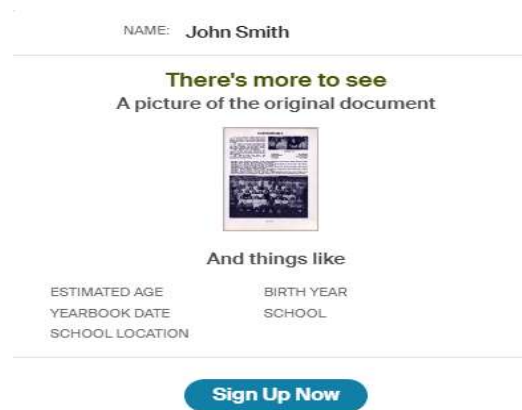 NAME: John Smith
There's more to see
A picture of the original document
And things like
ESTIMATED AGE BIRTH YEAR
YEARBOOK DATE SCHOOL
SCHOOL LOCATION
Sign Up Now